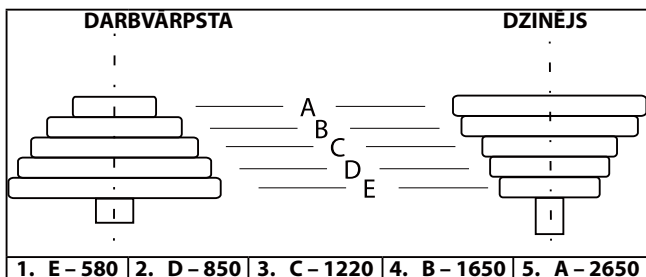 DARBVĀRPSTA DZINĒJS
A
B
C
D
E
1. E – 580 2. D – 850 3. C – 1220 4. B – 1650 5. A – 2650